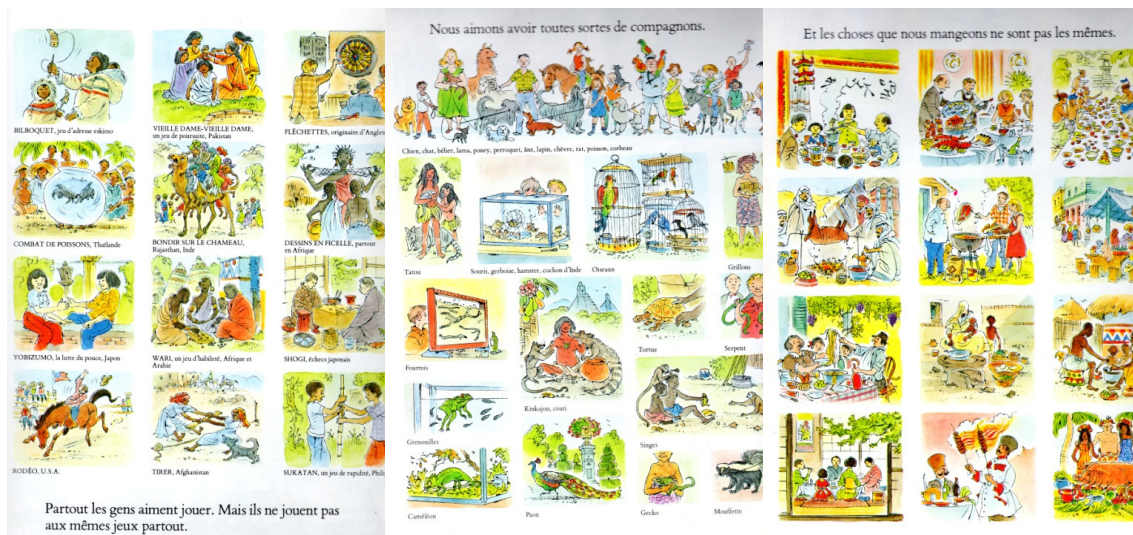 BILBOQUET, jeu d'adresse eskimo
VIEILLE DAME-VIEILLE DAME,
un jeu de poursuite, Pakistan
FLÉCHETTES, originaire d'Anglen
COMBAT DE POISSONS, Thaïlande
BONDIR SUR LE CHAMEAU,
Rajasthan, Inde
DESSINS EN FICELLE, partout
en Afrique
YOBIZUMO, la lutte du pouce, Japon
WARI, un jeu d'habileté, Afrique et
Arabie
SHOGI, échecs japonais
RODÉO, U.S.A.
TIRER, Afghanistan
SUKATAN, un jeu de rapidité, Phili
Partout les gens aiment jouer. Mais ils ne jouent pas
aux mêmes jeux partout.
Nous aimons avoir toutes sortes de compagnons.
Chien, chat, bélier, lama, poney, perroquet, âne, lapin, chèvre, rat, poisson, corbeau
Tatou
Souris, gerboise, hamster, cochon d'Inde
Oiseaux
Grillons
Fourmis
Kinkajou, coati
Tortue
Serpent
Grenouilles
Singes
Caméléon
Paon
Gecko
Mouffette
Et les choses que nous mangeons ne sont pas les mêmes.